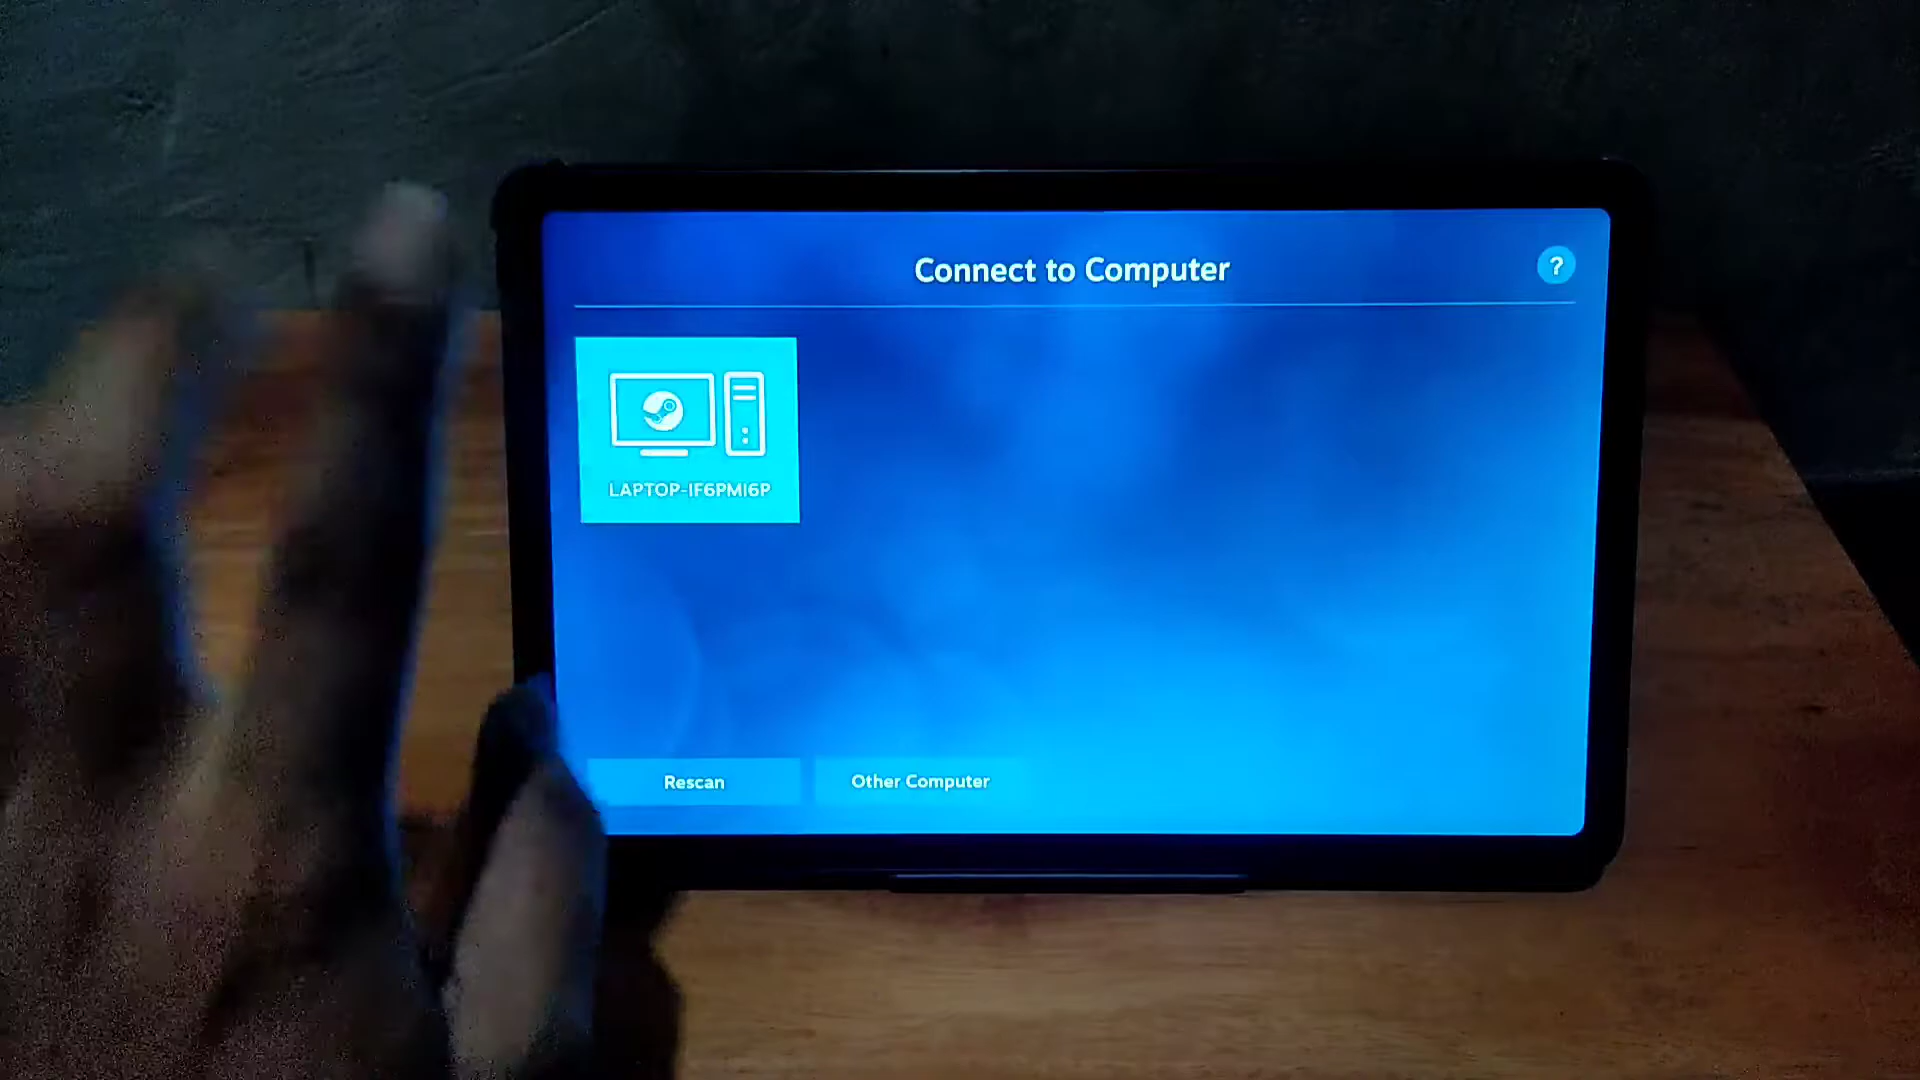 Connect to Computer
?
LAPTOP-IF6PMI6P
Rescan
Other Computer